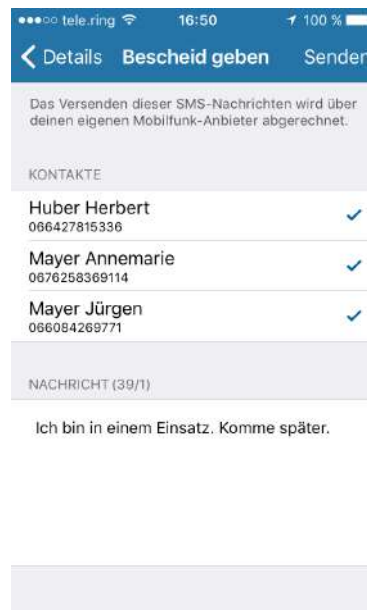 tele.ring 16:50 100 %
Details Bescheid geben Senden
Das Versenden dieser SMS-Nachrichten wird über
deinen eigenen Mobilfunk-Anbieter abgerechnet.
KONTAKTE
Huber Herbert
066427815336
Mayer Annemarie
0676258369114
Mayer Jürgen
066084269771
NACHRICHT (39/1)
Ich bin in einem Einsatz. Komme später.